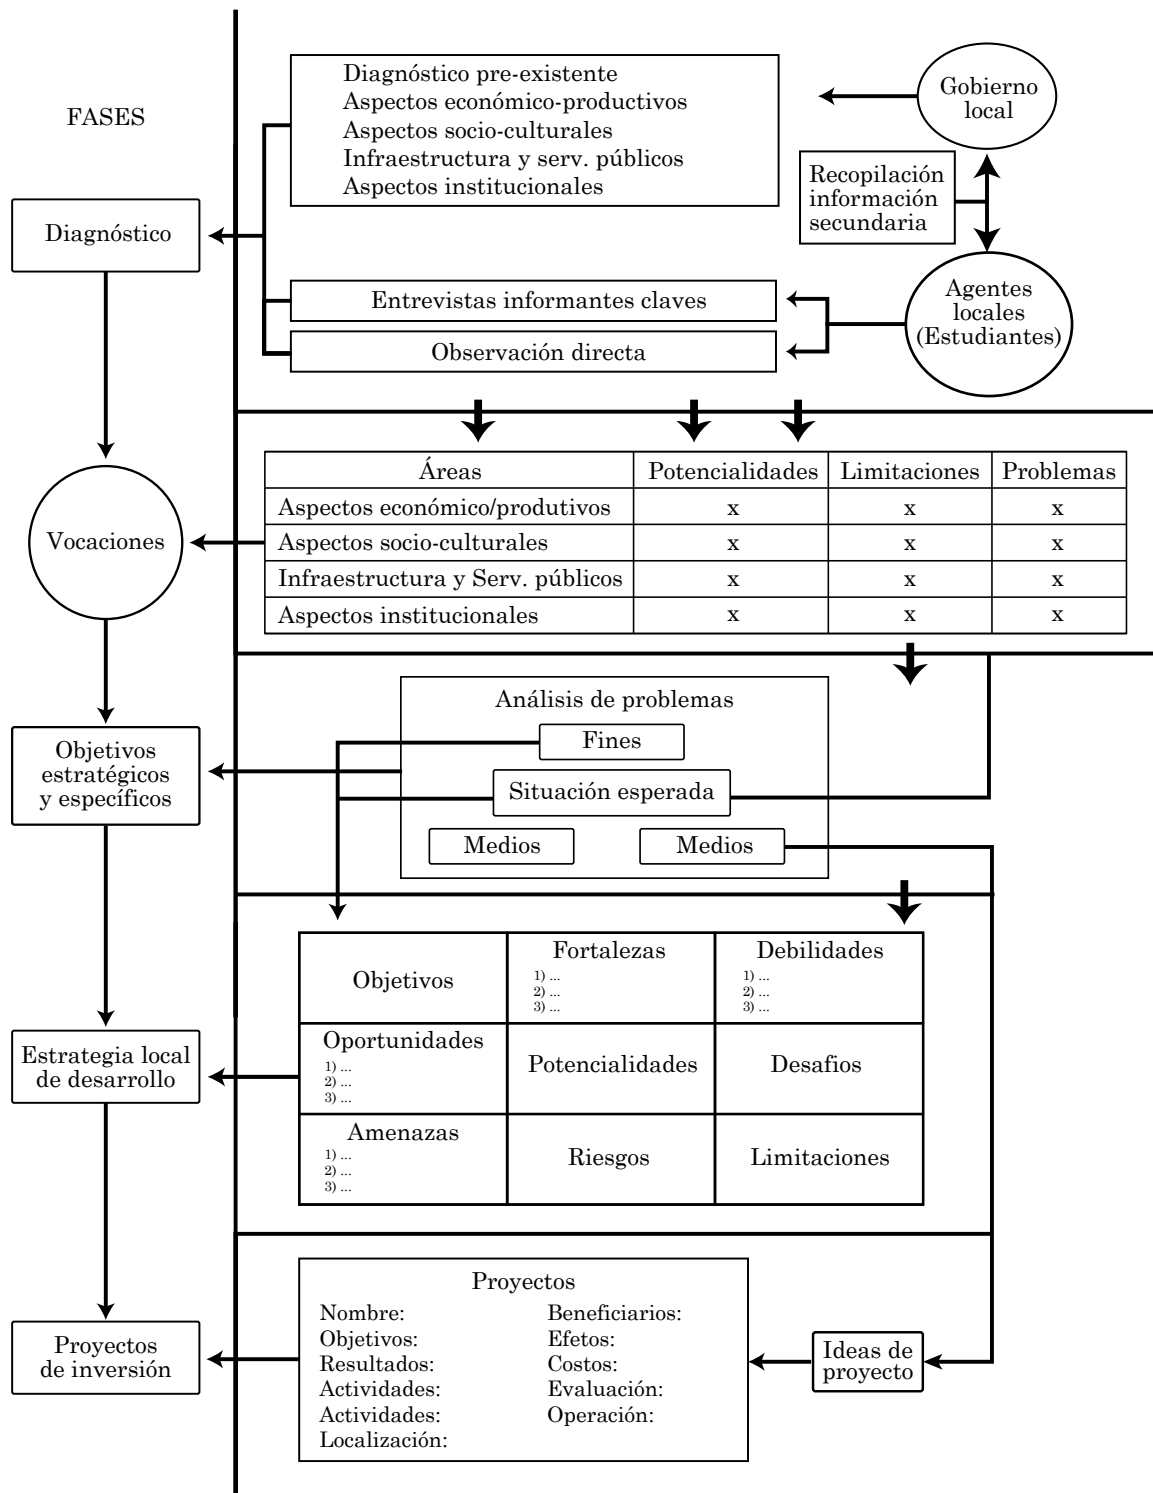 FASES
Diagnóstico pre-existente
Aspectos económico-productivos
Aspectos socio-culturales
Infraestructura y serv. públicos
Aspectos institucionales
Gobierno
local
Recopilación
información
secundaria
Diagnóstico
Entrevistas informantes claves
Observación directa
Agentes
locales
(Estudiantes)
Áreas Potencialidades Limitaciones Problemas
Aspectos económico/produtivos x x x
Aspectos socio-culturales x x x
Infraestructura y Serv. públicos x x x
Aspectos institucionales x x x
Vocaciones
Análisis de problemas
Fines
Situación esperada
Medios Medios
Objetivos
estratégicos
y específicos
Objetivos
Fortalezas
1) ...
2) ...
3) ...
Debilidades
1) ...
2) ...
3) ...
Oportunidades
1) ...
2) ...
3) ...
Potencialidades
Desafios
Amenazas
1) ...
2) ...
3) ...
Riesgos
Limitaciones
Estrategia local
de desarrollo
Proyectos
Nombre: Beneficiarios:
Objetivos: Efetos:
Resultados: Costos:
Actividades: Evaluación:
Actividades: Operación:
Localización:
Ideas de
proyecto
Proyectos
de inversión